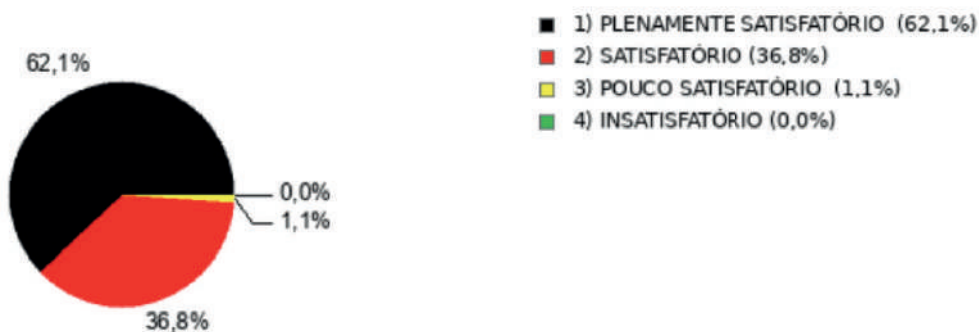 1) PLENAMENTE SATISFATÓRIO (62,1%)
2) SATISFATÓRIO (36,8%)
3) POUCO SATISFATÓRIO (1,1%)
4) INSATISFATÓRIO (0,0%)
62,1%
0,0%
1,1%
36,8%